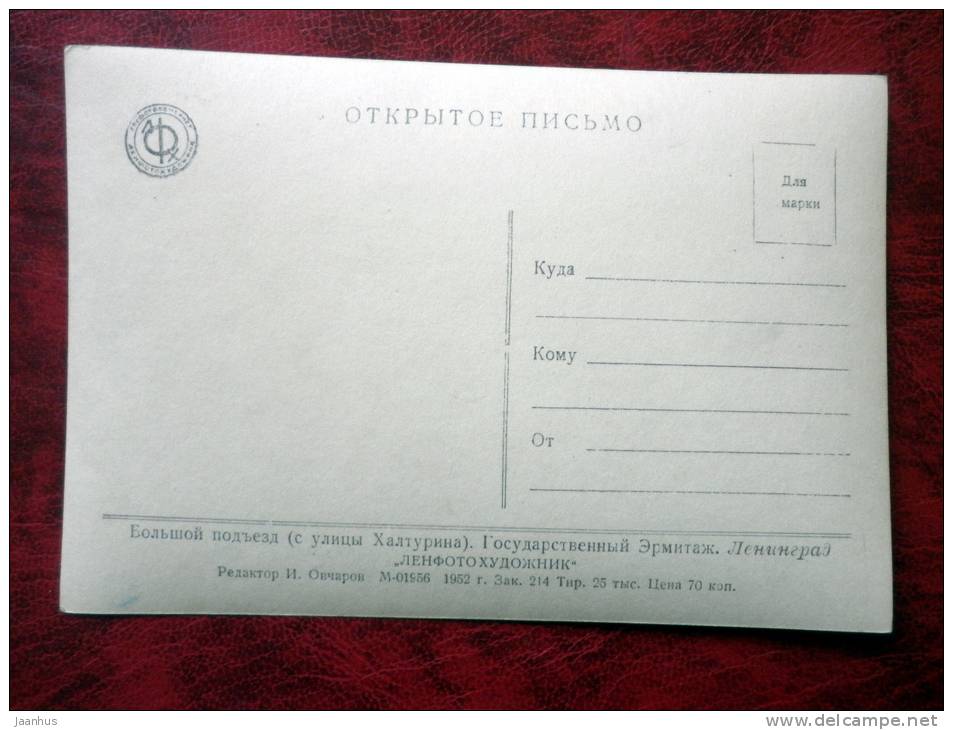 ОТКРЫТОЕ ПИСЬМО
Для
марки
Куда
Кому
От
Большой подъезд (с улицы Халтурина). Государственный Эрмитаж. Ленинград
„ЛЕНФОТОХУДОЖНИК“
Редактор И. Овчаров М-01956 1952 г. Зак. 214 Тир. 25 тыс. Цена 70 коп.
Jaanhus
www.delcampe.net